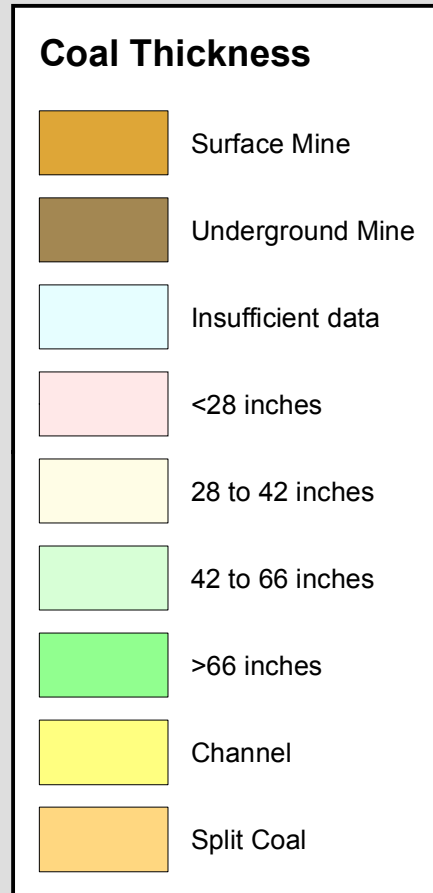 Coal Thickness
Surface Mine
Underground Mine
Insufficient data
<28 inches
28 to 42 inches
42 to 66 inches
>66 inches
Channel
Split Coal